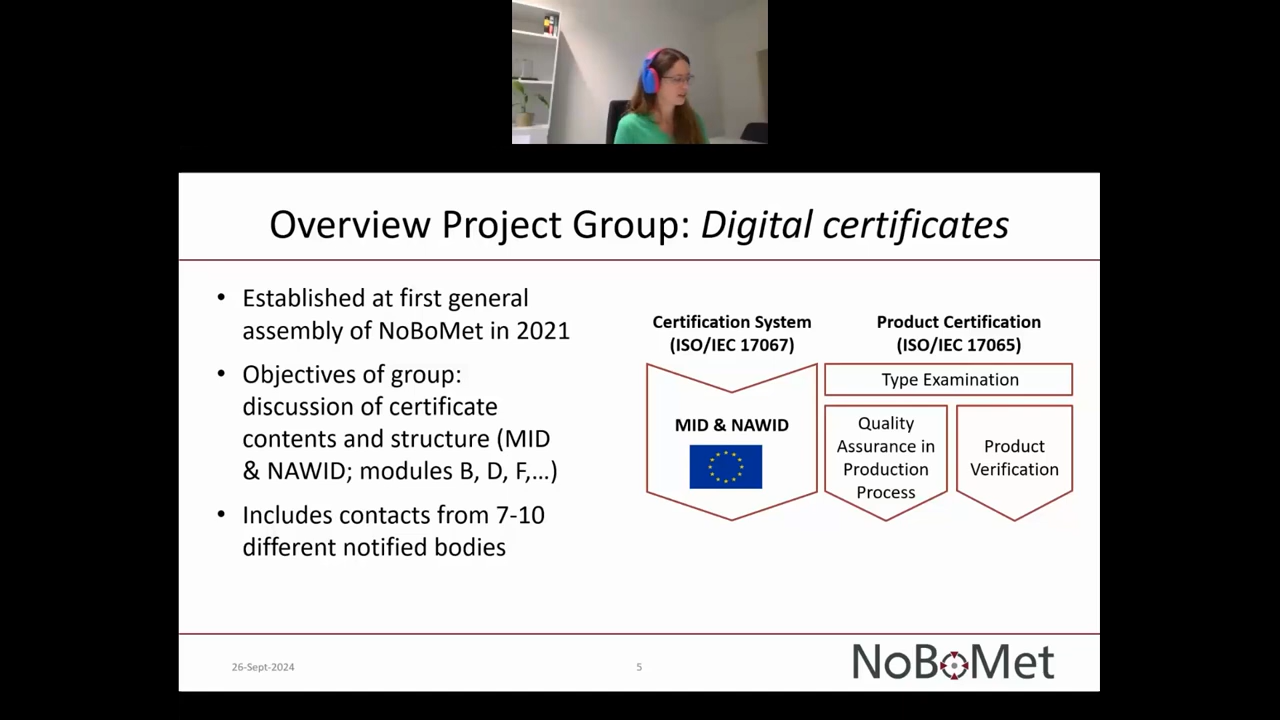 Overview Project Group: Digital certificates
• Established at first general
assembly of NoBoMet in 2021
• Objectives of group:
discussion of certificate
contents and structure (MID
& NAWID; modules B, D, F,...)
• Includes contacts from 7-10
different notified bodies
Certification System
(ISO/IEC 17067)
MID & NAWID
Product Certification
(ISO/IEC 17065)
Type Examination
Quality
Assurance in
Production
Process
Product
Verification
26-Sept-2024
5
NoBoMet